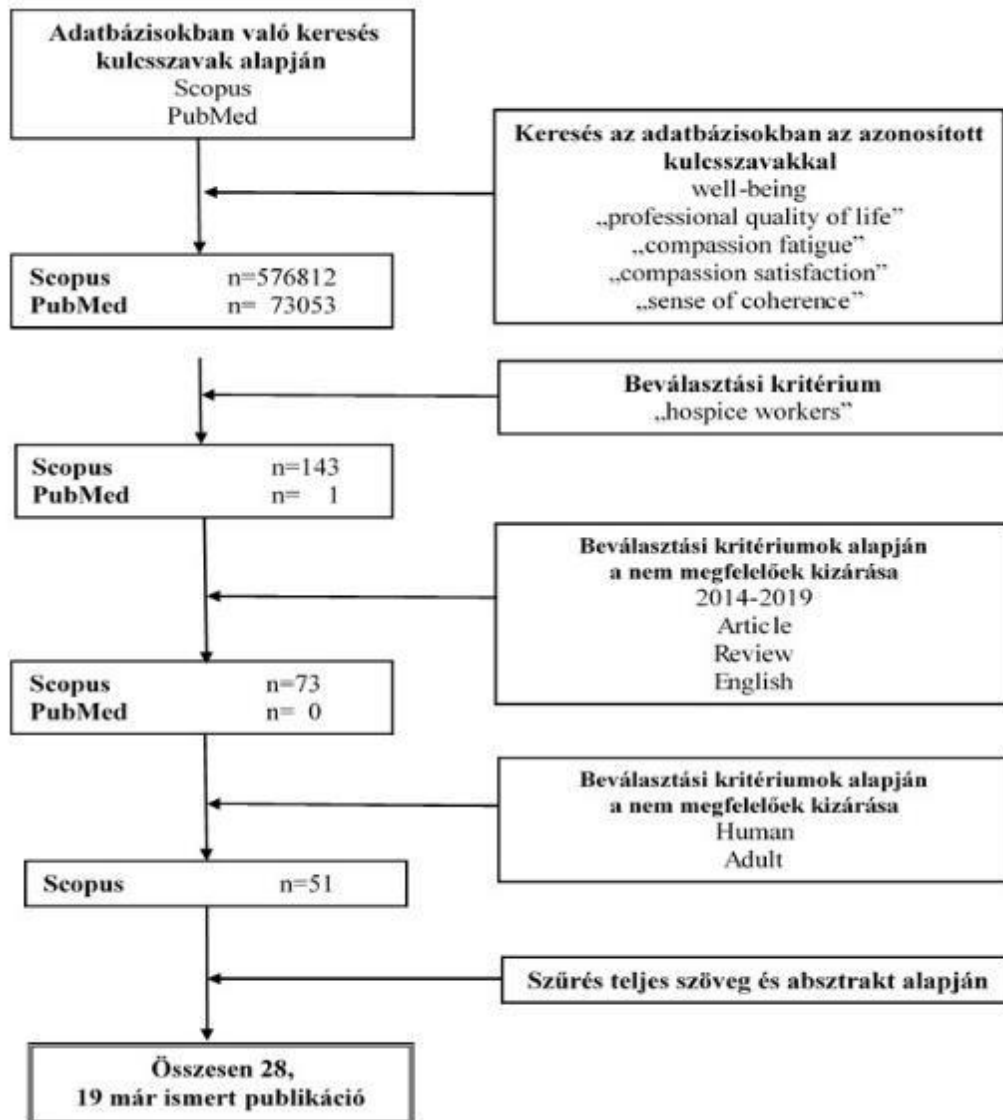 Adatbázisokban való keresés
kulcsszavak alapján
Scopus
PubMed
Keresés az adatbázisokban az azonosított
kulcsszavakkal
well-being
„professional quality of life”
„compassion fatigue”
„compassion satisfaction”
„sense of coherence”
Scopus n=576812
PubMed n= 73053
Beválasztási kritérium
„hospice workers”
Scopus n=143
PubMed n= 1
Beválasztási kritériumok alapján
a nem megfelelőek kizárása
2014-2019
Article
Review
English
Scopus n=73
PubMed n= 0
Beválasztási kritériumok alapján
a nem megfelelőek kizárása
Human
Adult
Scopus n=51
Szűrés teljes szöveg és absztrakt alapján
Összesen 28,
19 már ismert publikáció